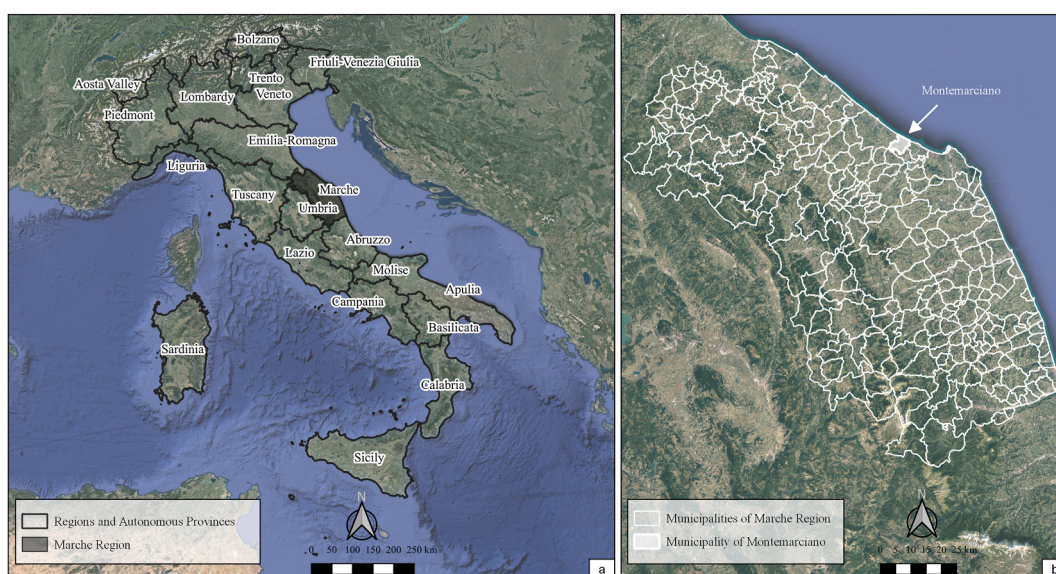 Bolzano
Friuli-Venezia Giulia
Trento
Aosta Valley
Lombardy
Veneto
Piedmont
Emilia-Romagna
Liguria
Marche
Tuscany
Umbria
Abruzzo
Lazio
Molise
Apulia
Campania
Basilicata
Sardinia
Calabria
Sicily
Regions and Autonomous Provinces
Marche Region
N
0 50 100 150 200 250 km
a
Montemarciano
Municipalities of Marche Region
Municipality of Montemarciano
N
0 5 10 15 20 25 km
b